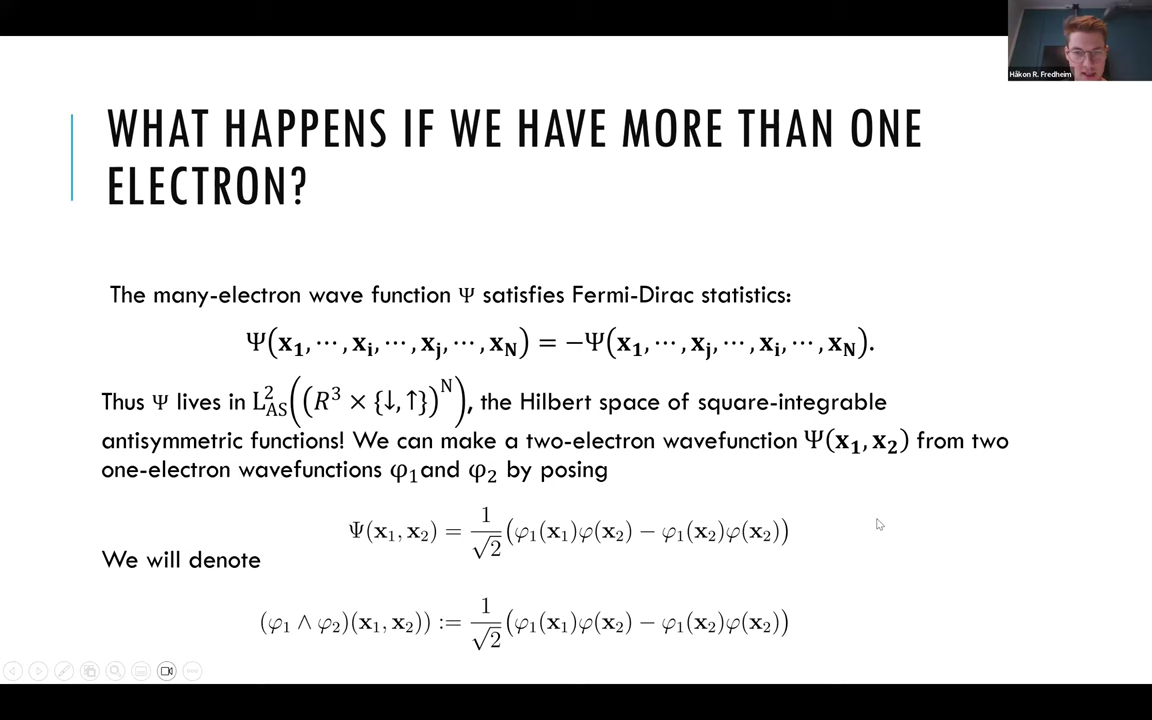 Håkon R. Fredheim
WHAT HAPPENS IF WE HAVE MORE THAN ONE
ELECTRON?
The many-electron wave function Ψ satisfies Fermi-Dirac statistics:
Ψ(x₁, ⋯ , xᵢ, ⋯ , xⱼ, ⋯ , x_N) = −Ψ(x₁, ⋯ , xⱼ, ⋯ , xᵢ, ⋯ , x_N).
Thus Ψ lives in L²_AS((R³ × {↓, ↑})^N), the Hilbert space of square-integrable
antisymmetric functions! We can make a two-electron wavefunction Ψ(x₁, x₂) from two
one-electron wavefunctions φ₁and φ₂ by posing
Ψ(x₁, x₂) = 1/√2 (φ₁(x₁)φ(x₂) − φ₁(x₂)φ(x₂))
We will denote
(φ₁ ∧ φ₂)(x₁, x₂)) := 1/√2 (φ₁(x₁)φ(x₂) − φ₁(x₂)φ(x₂))